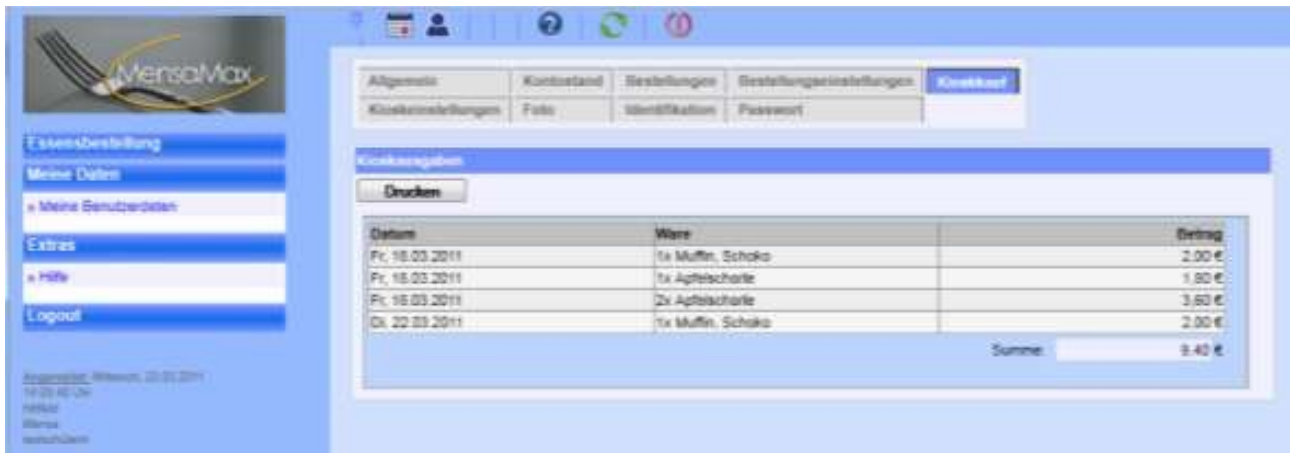 MensaMax
Allgemein Kontostand Bestellungen Bestellungseinstellungen Kioskkauf
Kioskeinstellungen Foto Identifikation Passwort
Essensbestellung
Meine Daten
» Meine Benutzerdaten
Extras
» Hilfe
Logout
Kioskausgaben
Drucken
Datum Ware Betrag
Fr, 18.03.2011 1x Muffin, Schoko 2,00 €
Fr, 18.03.2011 1x Apfelschorle 1,80 €
Fr, 18.03.2011 2x Apfelschorle 3,60 €
Di, 22.03.2011 1x Muffin, Schoko 2,00 €
Summe: 9,40 €
Angemeldet: Mittwoch, 23.03.2011
Mensa